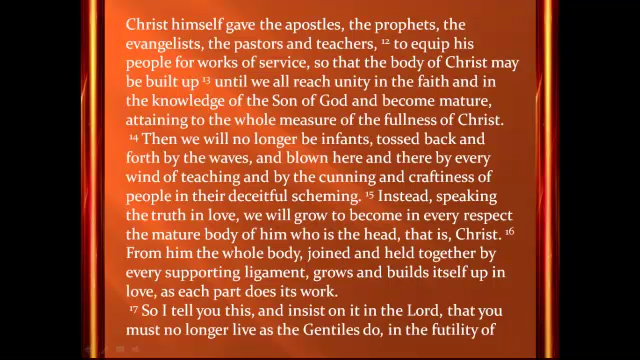 Christ himself gave the apostles, the prophets, the
evangelists, the pastors and teachers, ¹² to equip his
people for works of service, so that the body of Christ may
be built up ¹³ until we all reach unity in the faith and in
the knowledge of the Son of God and become mature,
attaining to the whole measure of the fullness of Christ.
¹⁴ Then we will no longer be infants, tossed back and
forth by the waves, and blown here and there by every
wind of teaching and by the cunning and craftiness of
people in their deceitful scheming. ¹⁵ Instead, speaking
the truth in love, we will grow to become in every respect
the mature body of him who is the head, that is, Christ. ¹⁶
From him the whole body, joined and held together by
every supporting ligament, grows and builds itself up in
love, as each part does its work.
¹⁷ So I tell you this, and insist on it in the Lord, that you
must no longer live as the Gentiles do, in the futility of